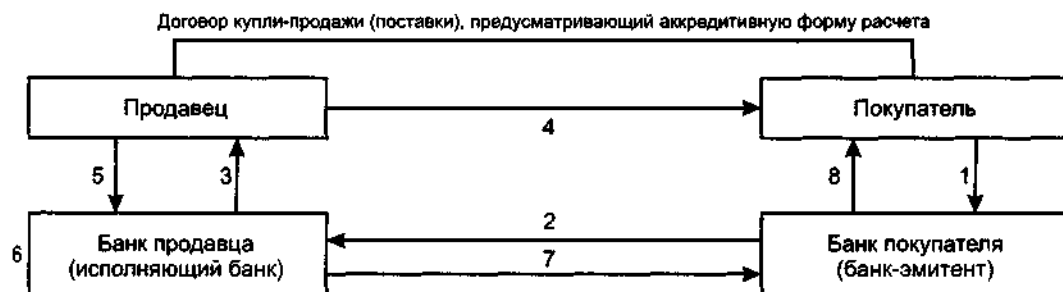 Договор купли-продажи (поставки), предусматривающий аккредитивную форму расчета
Продавец
Покупатель
4
5
3
8
1
6
Банк продавца
(исполняющий банк)
2
7
Банк покупателя
(банк-эмитент)